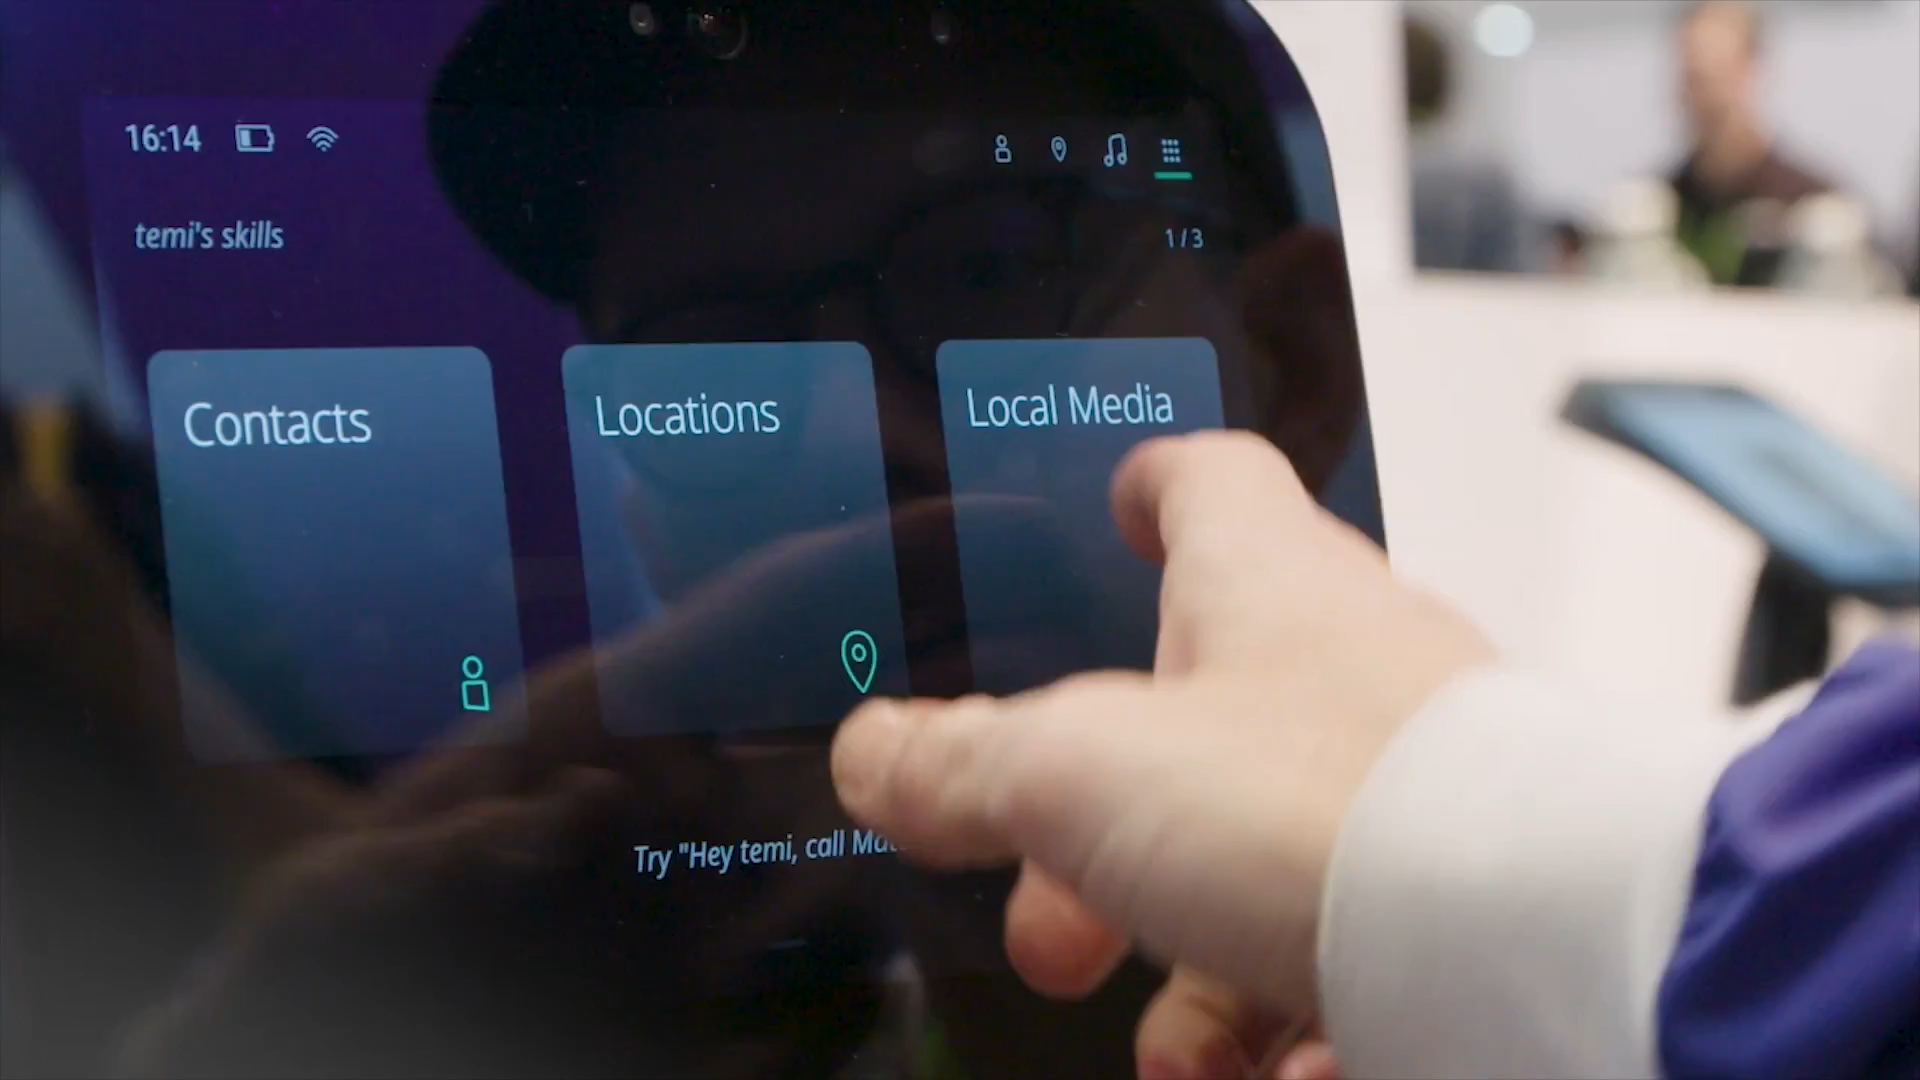 16:14
temi's skills
1/3
Contacts
Locations
Local Media
Try "Hey temi, call